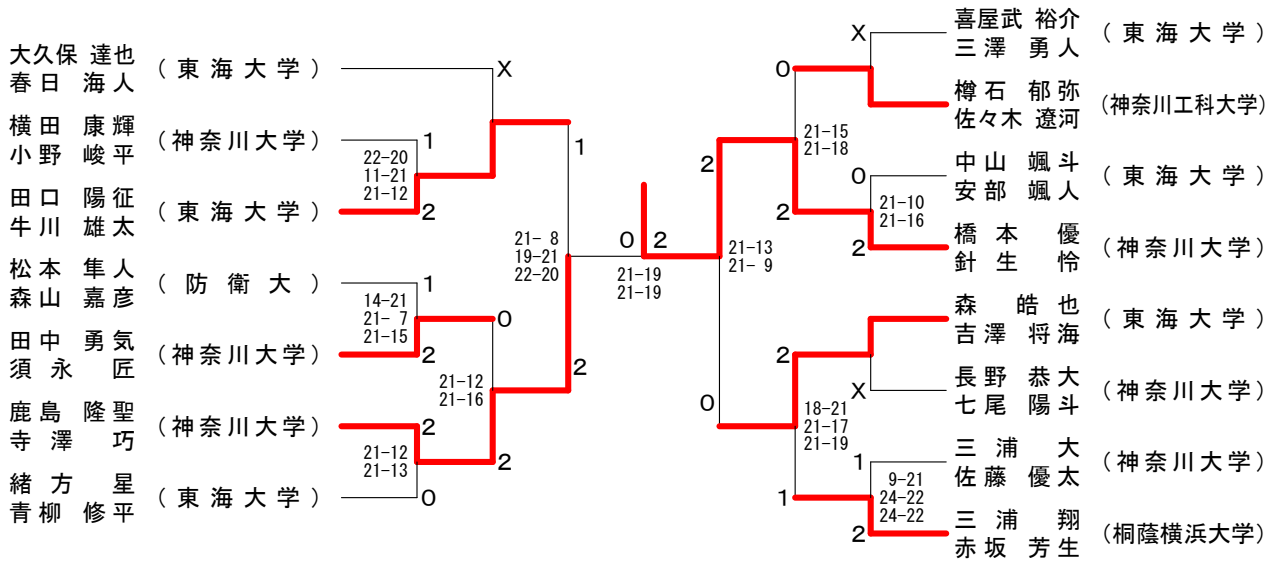 大久保 達也
春日 海人
(東海大学)
X
横田 康輝
小野 峻平
(神奈川大学)
1
22-20
11-21
21-12
田口 陽征
牛川 雄太
(東海大学)
2
1
松本 隼人
森山 嘉彦
(防衛大)
1
14-21
21- 7
21-15
田中 勇気
須永 匠
(神奈川大学)
2
0
21-12
21-16
鹿島 隆聖
寺澤 巧
(神奈川大学)
2
21-12
21-13
緒方 星
青柳 修平
(東海大学)
0
2
2
21- 8
19-21
22-20
0
2
21-19
21-19
喜屋武 裕介
三澤 勇人
(東海大学)
X
樽石 郁弥
佐々木 遼河
(神奈川工科大学)
0
21-15
21-18
中山 颯斗
安部 颯人
(東海大学)
0
21-10
21-16
橋本 優
針生 怜
(神奈川大学)
2
2
2
21-13
21- 9
森 皓也
吉澤 将海
(東海大学)
2
長野 恭大
七尾 陽斗
(神奈川大学)
X
0
18-21
21-17
21-19
三浦 大
佐藤 優太
(神奈川大学)
1
9-21
24-22
24-22
三浦 翔
赤坂 芳生
(桐蔭横浜大学)
2
1